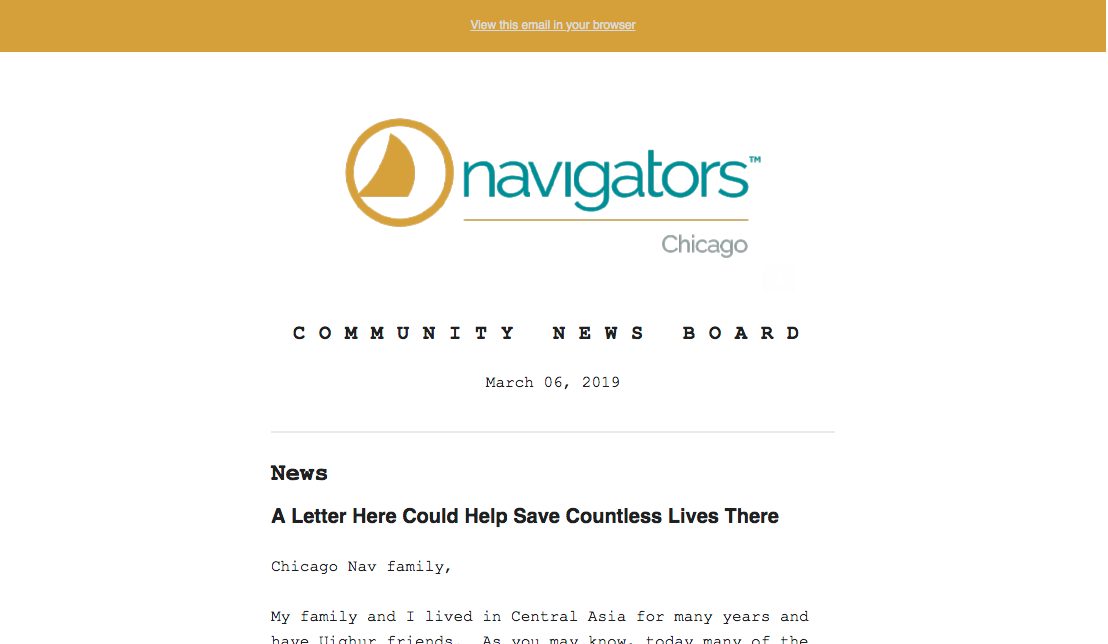 View this email in your browser
navigators™
Chicago
COMMUNITY NEWS BOARD
March 06, 2019
News
A Letter Here Could Help Save Countless Lives There
Chicago Nav family,
My family and I lived in Central Asia for many years and
have Uighur friends. As you may know, today many of the